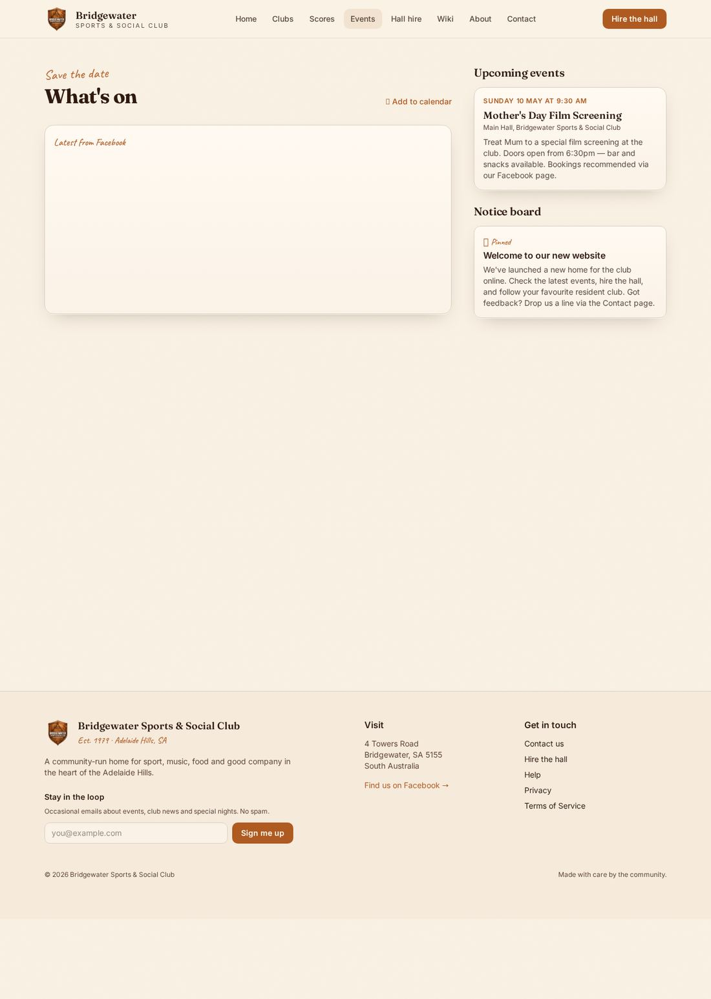 Bridgewater
SPORTS & SOCIAL CLUB
Home
Clubs
Scores
Events
Hall hire
Wiki
About
Contact
Hire the hall
Save the date
What's on
Add to calendar
Latest from Facebook
Upcoming events
SUNDAY 10 MAY AT 9:30 AM
Mother's Day Film Screening
Main Hall, Bridgewater Sports & Social Club
Treat Mum to a special film screening at the
club. Doors open from 6:30pm — bar and
snacks available. Bookings recommended via
our Facebook page.
Notice board
Pinned
Welcome to our new website
We've launched a new home for the club
online. Check the latest events, hire the hall,
and follow your favourite resident club. Got
feedback? Drop us a line via the Contact page.
BRIDGEWATER
Bridgewater Sports & Social Club
Est. 1979 · Adelaide Hills, SA
A community-run home for sport, music, food and good company in
the heart of the Adelaide Hills.
Stay in the loop
Occasional emails about events, club news and special nights. No spam.
you@example.com
Sign me up
Visit
4 Towers Road
Bridgewater, SA 5155
South Australia
Find us on Facebook →
Get in touch
Contact us
Hire the hall
Help
Privacy
Terms of Service
© 2026 Bridgewater Sports & Social Club
Made with care by the community.